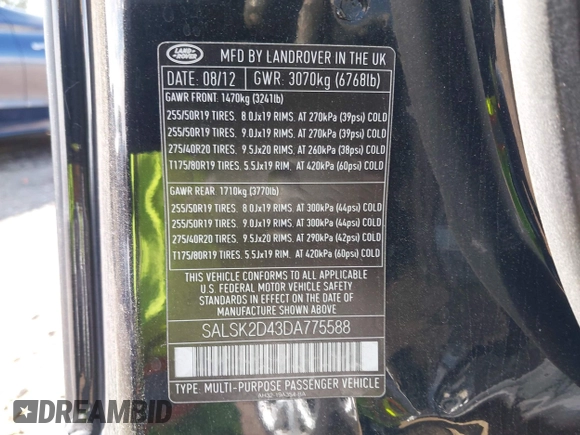 LAND
ROVER
MFD BY LANDROVER IN THE UK
DATE: 08/12 GWR: 3070kg (6768lb)
GAWR FRONT: 1470kg (3241lb)
255/50R19 TIRES. 8.0Jx19 RIMS. AT 270kPa (39psi) COLD
255/50R19 TIRES. 9.0Jx19 RIMS. AT 270kPa (39psi) COLD
275/40R20 TIRES. 9.5Jx20 RIMS. AT 260kPa (38psi) COLD
T175/80R19 TIRES. 5.5Jx19 RIM. AT 420kPa (60psi) COLD
GAWR REAR: 1710kg (3770lb)
255/50R19 TIRES. 8.0Jx19 RIMS. AT 300kPa (44psi) COLD
255/50R19 TIRES. 9.0Jx19 RIMS. AT 300kPa (44psi) COLD
275/40R20 TIRES. 9.5Jx20 RIMS. AT 290kPa (42psi) COLD
T175/80R19 TIRES. 5.5Jx19 RIM. AT 420kPa (60psi) COLD
THIS VEHICLE CONFORMS TO ALL APPLICABLE
U.S. FEDERAL MOTOR VEHICLE SAFETY
STANDARDS IN EFFECT ON THE DATE OF
MANUFACTURE SHOWN ABOVE
SALSK2D43DA775588
TYPE: MULTI-PURPOSE PASSENGER VEHICLE
DREAMBID